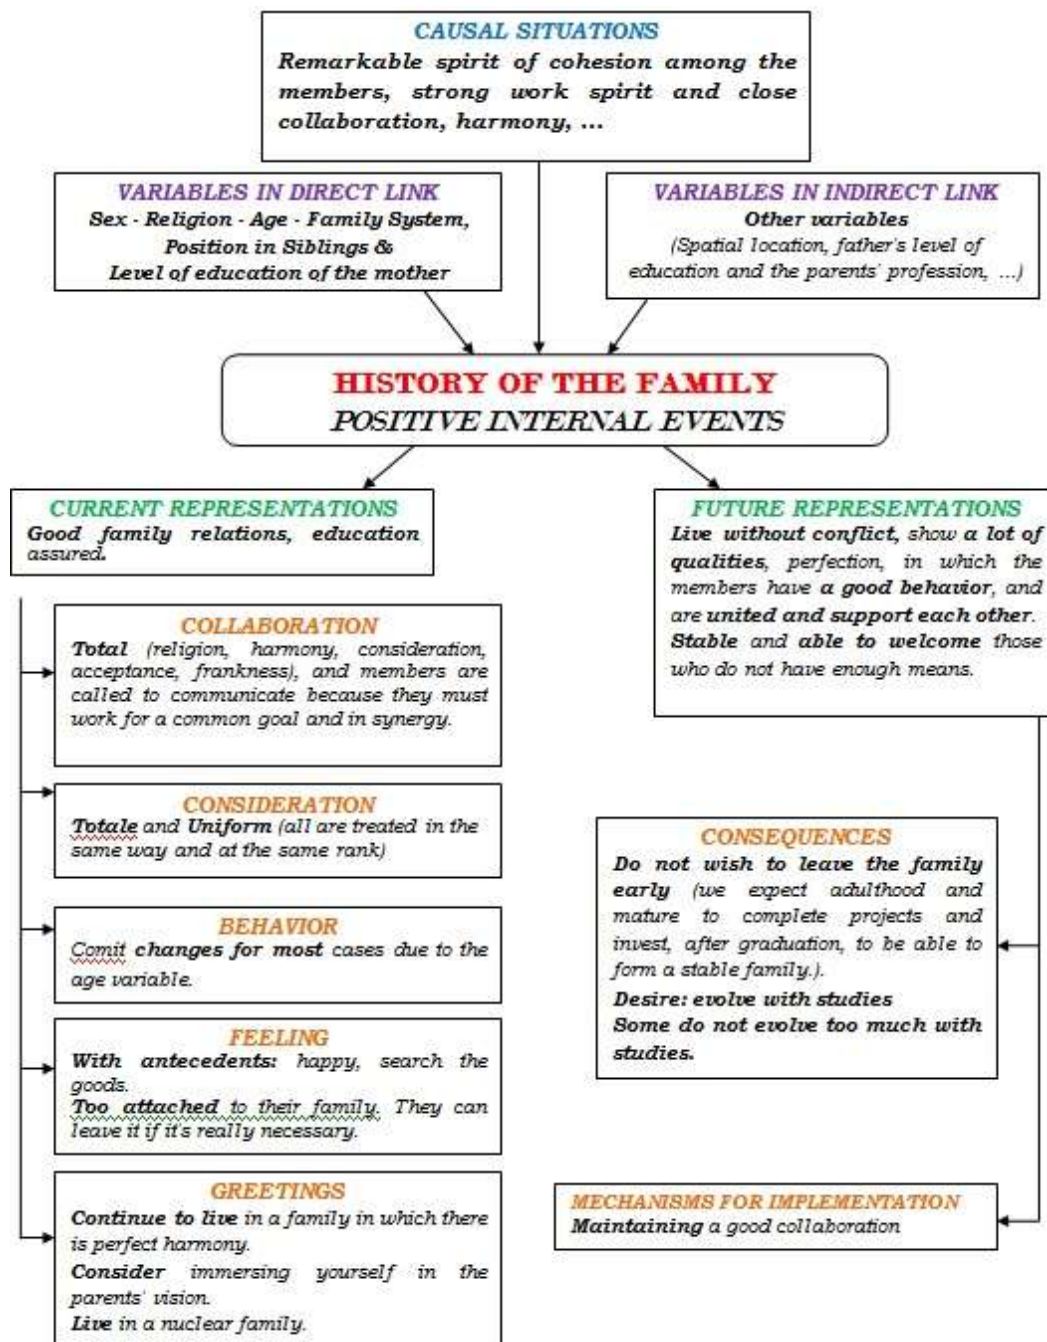 CAUSAL SITUATIONS
Remarkable spirit of cohesion among the
members, strong work spirit and close
collaboration, harmony, ...
VARIABLES IN DIRECT LINK
Sex - Religion - Age - Family System,
Position in Siblings &
Level of education of the mother
VARIABLES IN INDIRECT LINK
Other variables
(Spatial location, father's level of
education and the parents' profession, ...)
HISTORY OF THE FAMILY
POSITIVE INTERNAL EVENTS
CURRENT REPRESENTATIONS
Good family relations, education
assured.
COLLABORATION
Total (religion, harmony, consideration,
acceptance, frankness), and members are
called to communicate because they must
work for a common goal and in synergy.
CONSIDERATION
Totale and Uniform (all are treated in the
same way and at the same rank)
BEHAVIOR
Comit changes for most cases due to the
age variable.
FEELING
With antecedents: happy, search the
goods.
Too attached to their family. They can
leave it if it's really necessary.
GREETINGS
Continue to live in a family in which there
is perfect harmony.
Consider immersing yourself in the
parents' vision.
Live in a nuclear family.
FUTURE REPRESENTATIONS
Live without conflict, show a lot of
qualities, perfection, in which the
members have a good behavior, and
are united and support each other.
Stable and able to welcome those
who do not have enough means.
CONSEQUENCES
Do not wish to leave the family
early (we expect adulthood and
mature to complete projects and
invest, after graduation, to be able to
form a stable family.).
Desire: evolve with studies
Some do not evolve too much with
studies.
MECHANISMS FOR IMPLEMENTATION
Maintaining a good collaboration